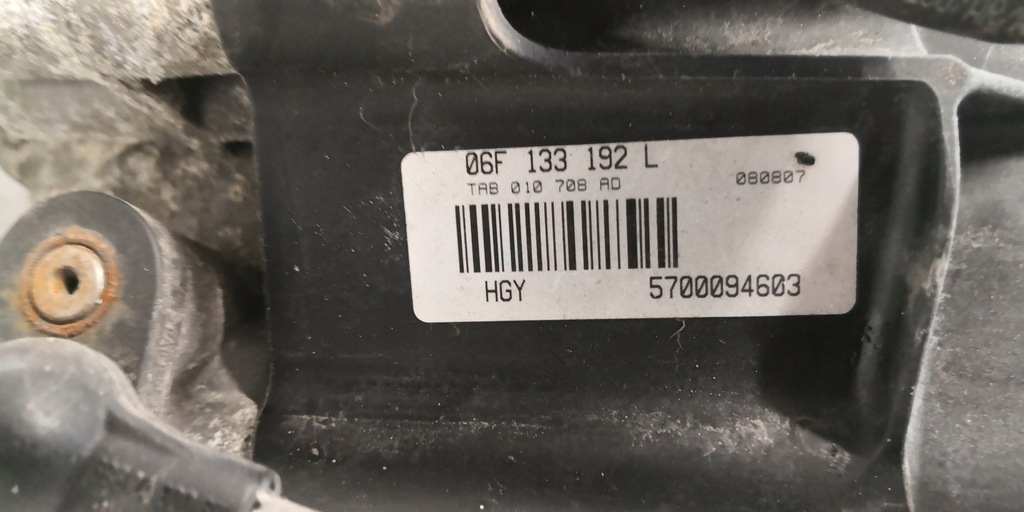 06F 133 192 L
TAB 010 708 AD
080807
HGY
5700094603